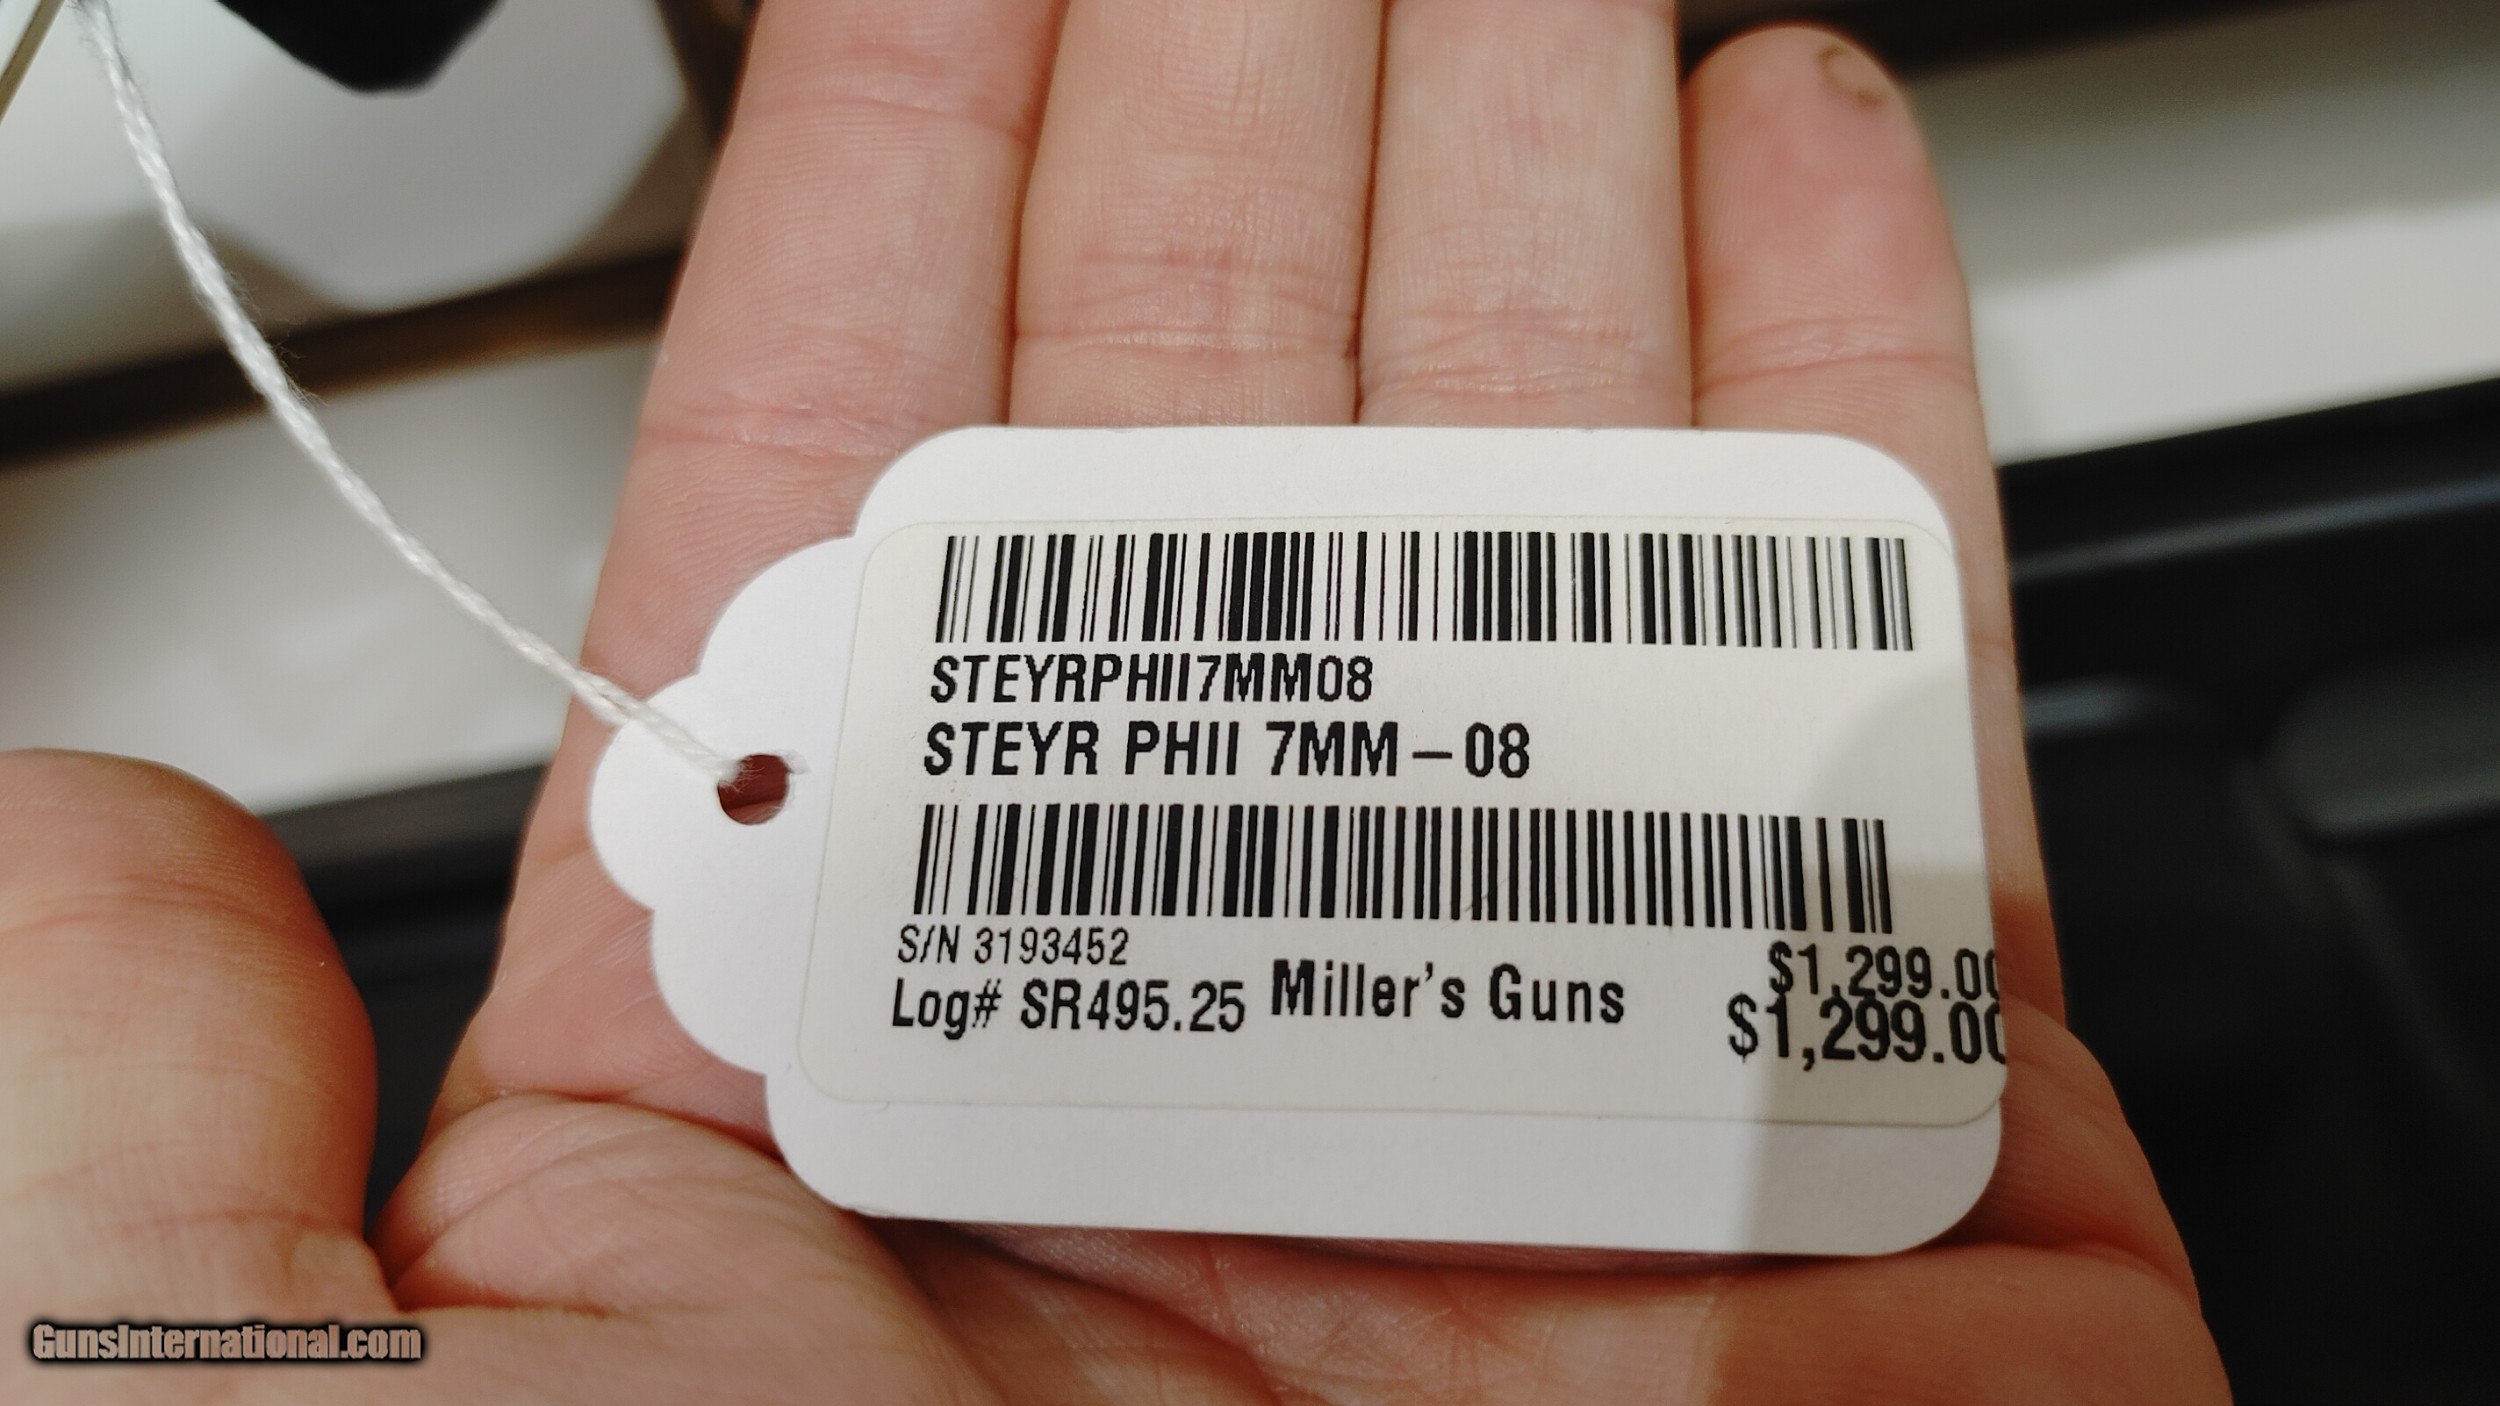 STEYRPHII7MM08
STEYR PHII 7MM-08
S/N 3193452
$1,299.00
Log# SR495.25 Miller's Guns
$1,299.00
GunsInternational.com